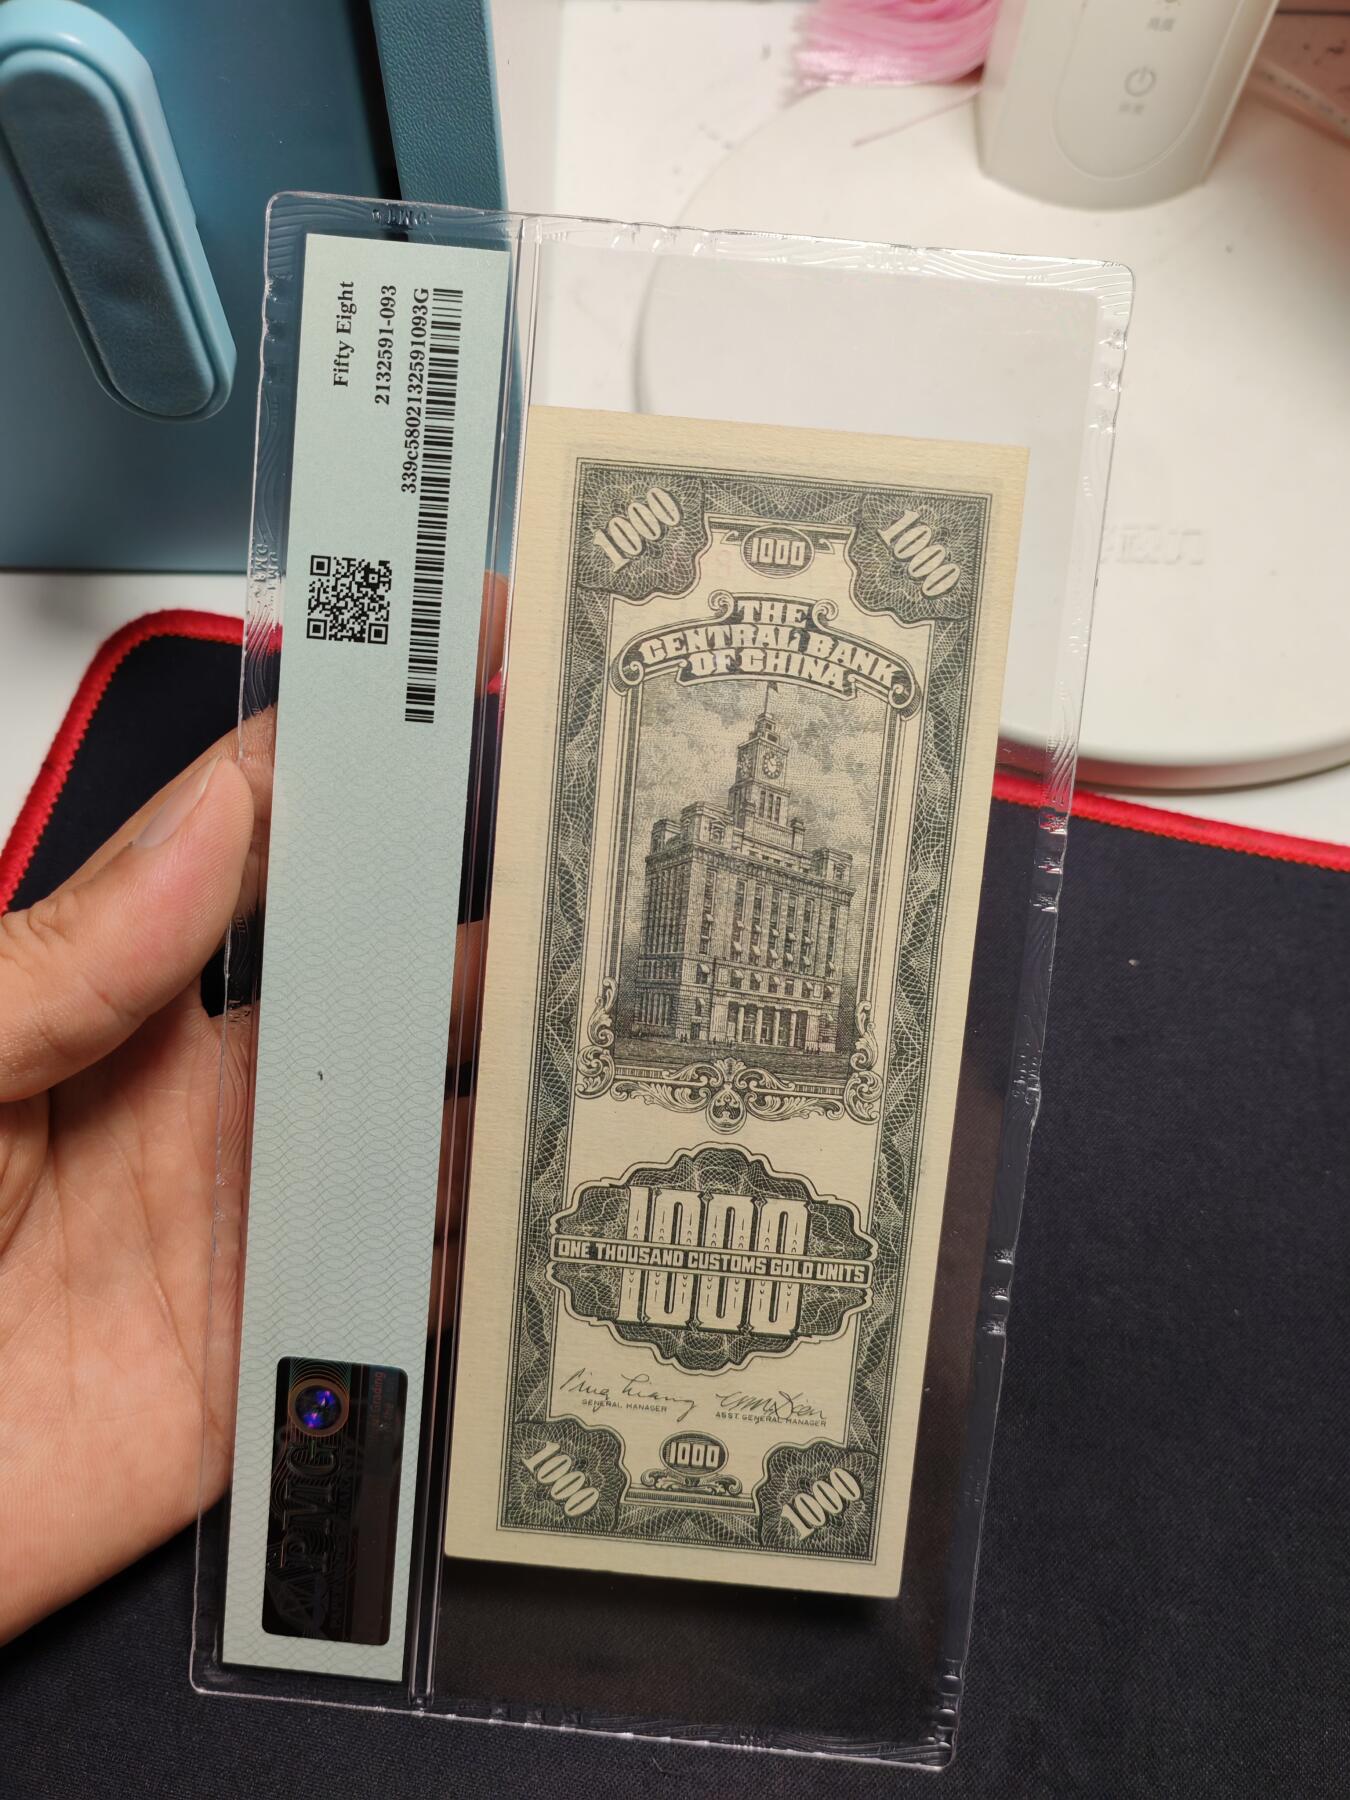 Fifty Eight
2132591-093
339c5802132591093G
PMG
1000
1000
1000
THE
CENTRAL BANK
OF CHINA
1000
ONE THOUSAND CUSTOMS GOLD UNITS
1000
GENERAL MANAGER
ASST. GENERAL MANAGER
1000
1000
1000